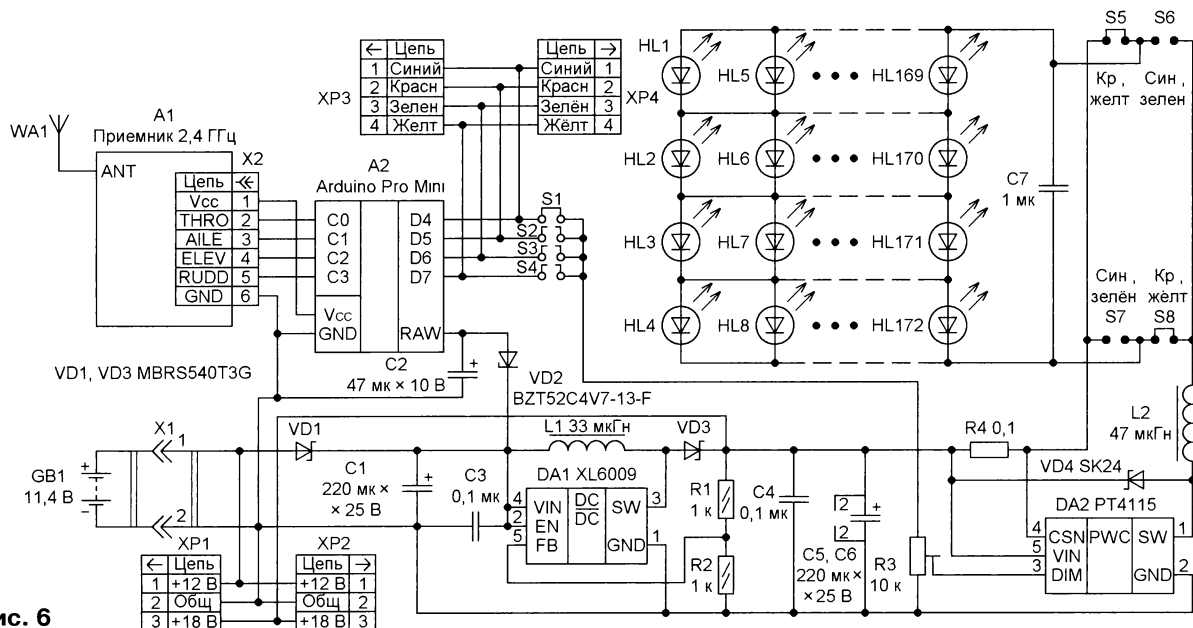 WA1
A1
Приемник 2,4 ГГц
ANT
X2
Цепь
Vcc 1
THRO 2
AILE 3
ELEV 4
RUDD 5
GND 6
← Цепь
1 Синий
2 Красн
3 Зелен
4 Желт
XP3
Цепь →
Синий 1
Красн 2
Зелён 3
Жёлт 4
XP4
A2
Arduino Pro Mini
C0 D4
C1 D5
C2 D6
C3 D7
Vcc
GND RAW
S1
S2
S3
S4
C2
47 мк × 10 В
VD2
BZT52C4V7-13-F
HL1 HL5 HL169
HL2 HL6 HL170
HL3 HL7 HL171
HL4 HL8 HL172
C7
1 мк
S5 S6
Кр , желт
Син , зелен
Син , зелён
Кр , жёлт
S7 S8
L2
47 мкГн
VD1, VD3 MBRS540T3G
X1
1
2
GB1
11,4 В
+
−
VD1
C1
220 мк ×
× 25 В
C3
0,1 мк
L1 33 мкГн
VD3
DA1 XL6009
4 VIN DC SW 3
2 EN DC
5 FB GND 1
R1
1 к
R2
1 к
C4
0,1 мк
2
2
C5, C6
220 мк ×
× 25 В
R3
10 к
R4 0,1
VD4 SK24
DA2 PT4115
4 CSN PWC SW 1
5 VIN
3 DIM GND 2
XP1
← Цепь
1 +12 В
2 Общ
3 +18 В
XP2
Цепь →
+12 В 1
Общ 2
+18 В 3
ис. 6